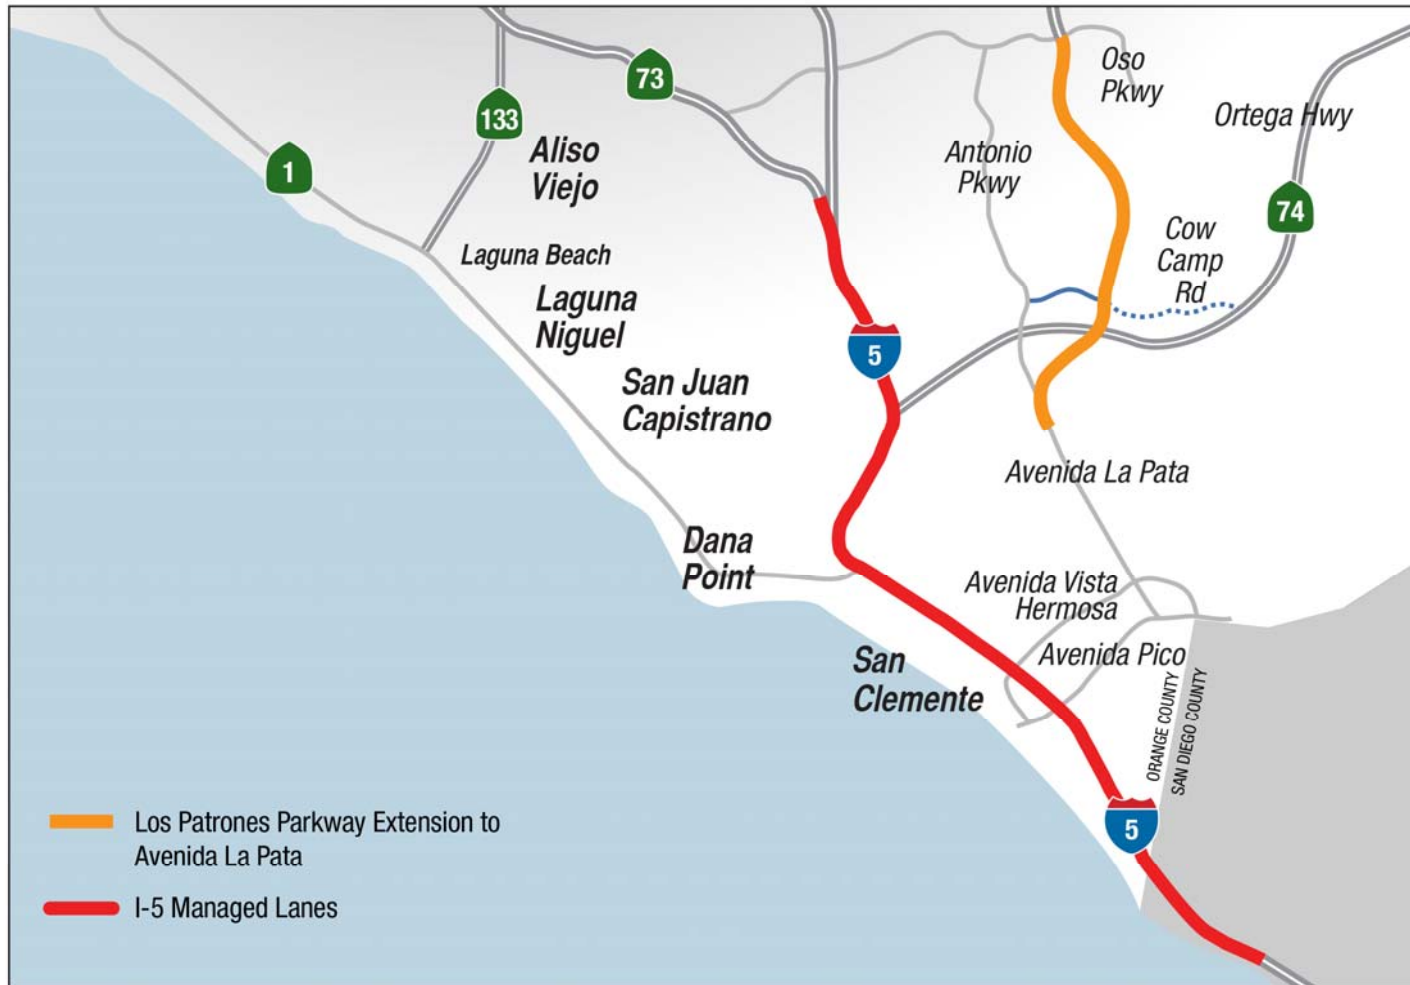 73
133
1
Aliso
Viejo
Oso
Pkwy
Ortega Hwy
Antonio
Pkwy
74
Cow
Camp
Rd
Laguna Beach
Laguna
Niguel
5
San Juan
Capistrano
Avenida La Pata
Dana
Point
Avenida Vista
Hermosa
Avenida Pico
San
Clemente
ORANGE COUNTY
SAN DIEGO COUNTY
5
Los Patrones Parkway Extension to
Avenida La Pata
I-5 Managed Lanes